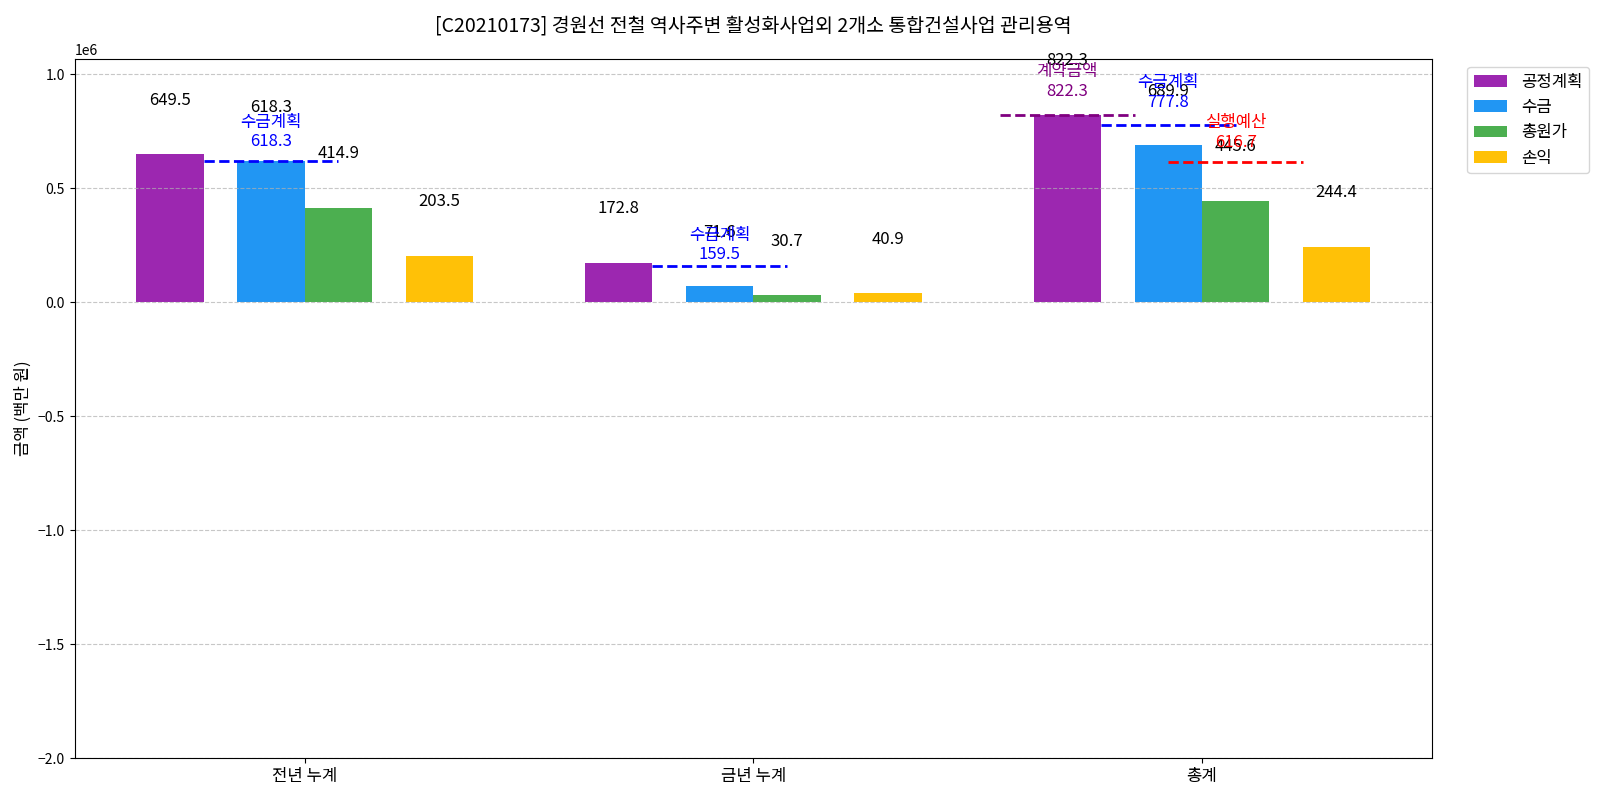 [C20210173] 경원선 전철 역사주변 활성화사업외 2개소 통합건설사업 관리용역
1e6
금액 (백만 원)
1.0
0.5
0.0
−0.5
−1.0
−1.5
−2.0
649.5
618.3
수금계획
618.3
414.9
203.5
172.8
71.6
수금계획
159.5
30.7
40.9
822.3
계약금액
822.3
689.9
수금계획
777.8
445.6
실행예산
616.7
244.4
전년 누계
금년 누계
총계
공정계획
수금
총원가
손익